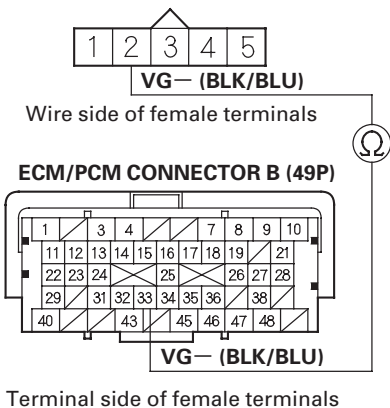 1 2 3 4 5
VG— (BLK/BLU)
Wire side of female terminals
Ω
ECM/PCM CONNECTOR B (49P)
1 3 4 7 8 9 10
11 12 13 14 15 16 17 18 19 21
22 23 24 25 26 27 28
29 31 32 33 34 35 36 38
40 43 45 46 47 48
VG— (BLK/BLU)
Terminal side of female terminals